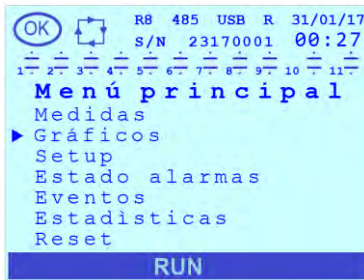 OK R8 485 USB R 31/01/17
S/N 23170001 00:27
1 2 3 4 5 6 7 8 9 10 11
Menú principal
Medidas
Gráficos
Setup
Estado alarmas
Eventos
Estadìsticas
Reset
RUN